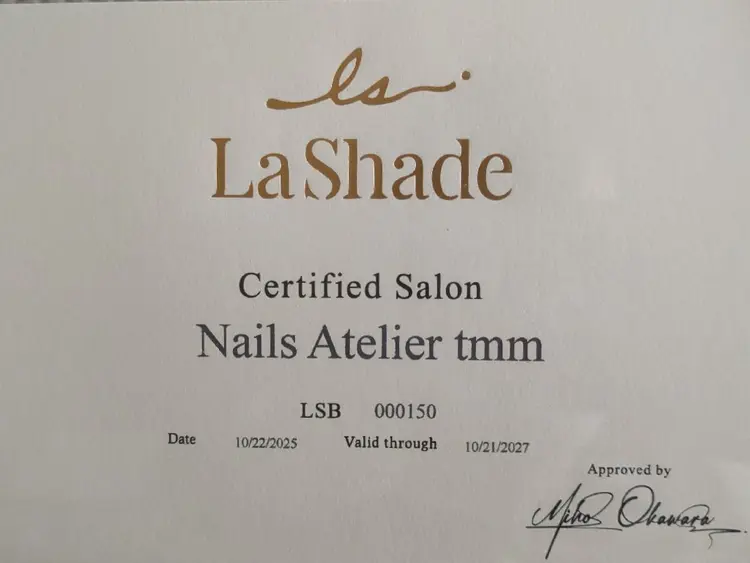 ls.
LaShade
Certified Salon
Nails Atelier tmm
LSB 000150
Date 10/22/2025 Valid through 10/21/2027
Approved by
Miho Okawara